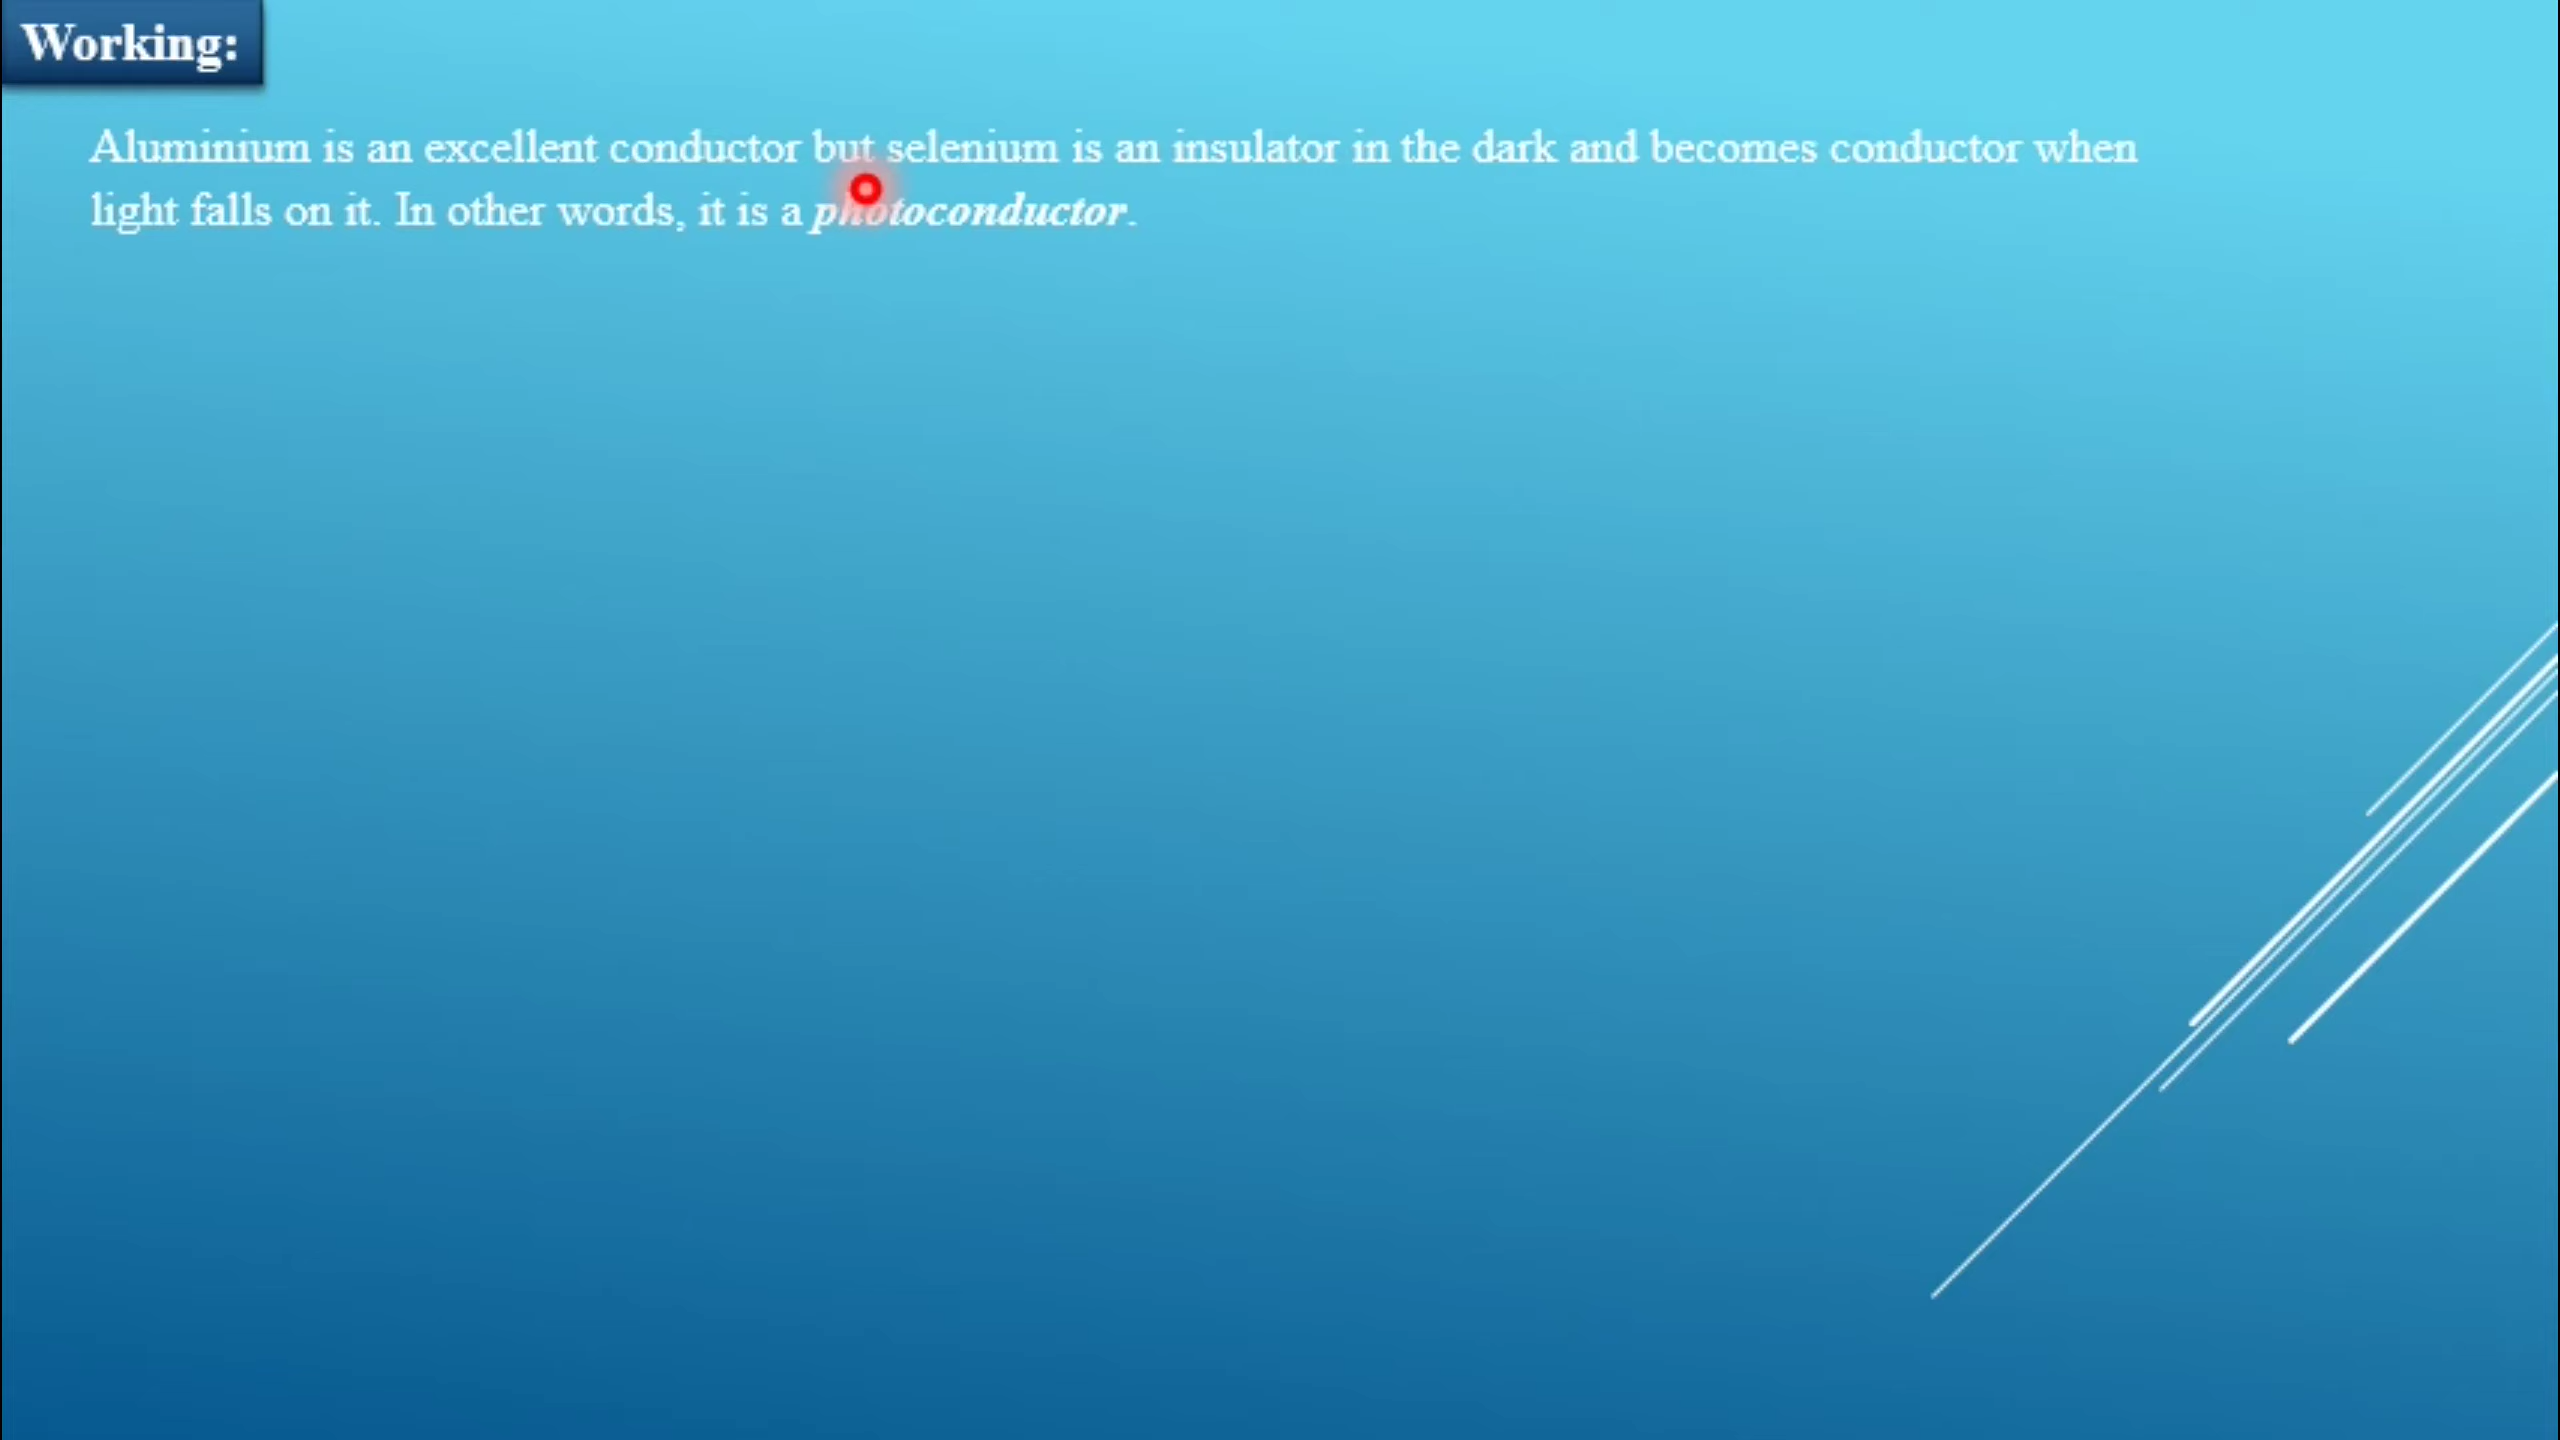 Working:
Aluminium is an excellent conductor but selenium is an insulator in the dark and becomes conductor when
light falls on it. In other words, it is a photoconductor.